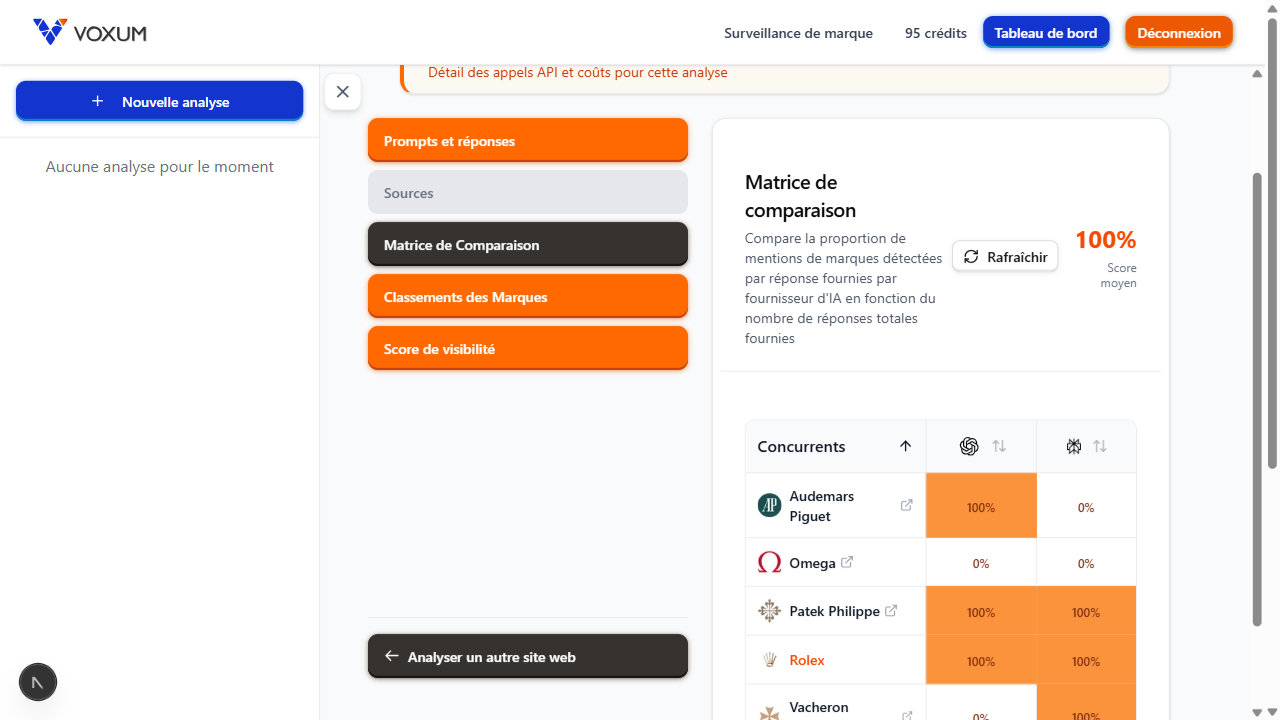 VOXUM
Surveillance de marque
95 crédits
Tableau de bord
Déconnexion
+ Nouvelle analyse
Aucune analyse pour le moment
Détail des appels API et coûts pour cette analyse
Prompts et réponses
Sources
Matrice de Comparaison
Classements des Marques
Score de visibilité
Analyser un autre site web
Matrice de
comparaison
Compare la proportion de
mentions de marques détectées
par réponse fournies par
fournisseur d'IA en fonction du
nombre de réponses totales
fournies
Rafraîchir
100%
Score
moyen
Concurrents
AP
Audemars
Piguet
100%
0%
Omega
0%
0%
Patek Philippe
100%
100%
Rolex
100%
100%
Vacheron
0%
100%